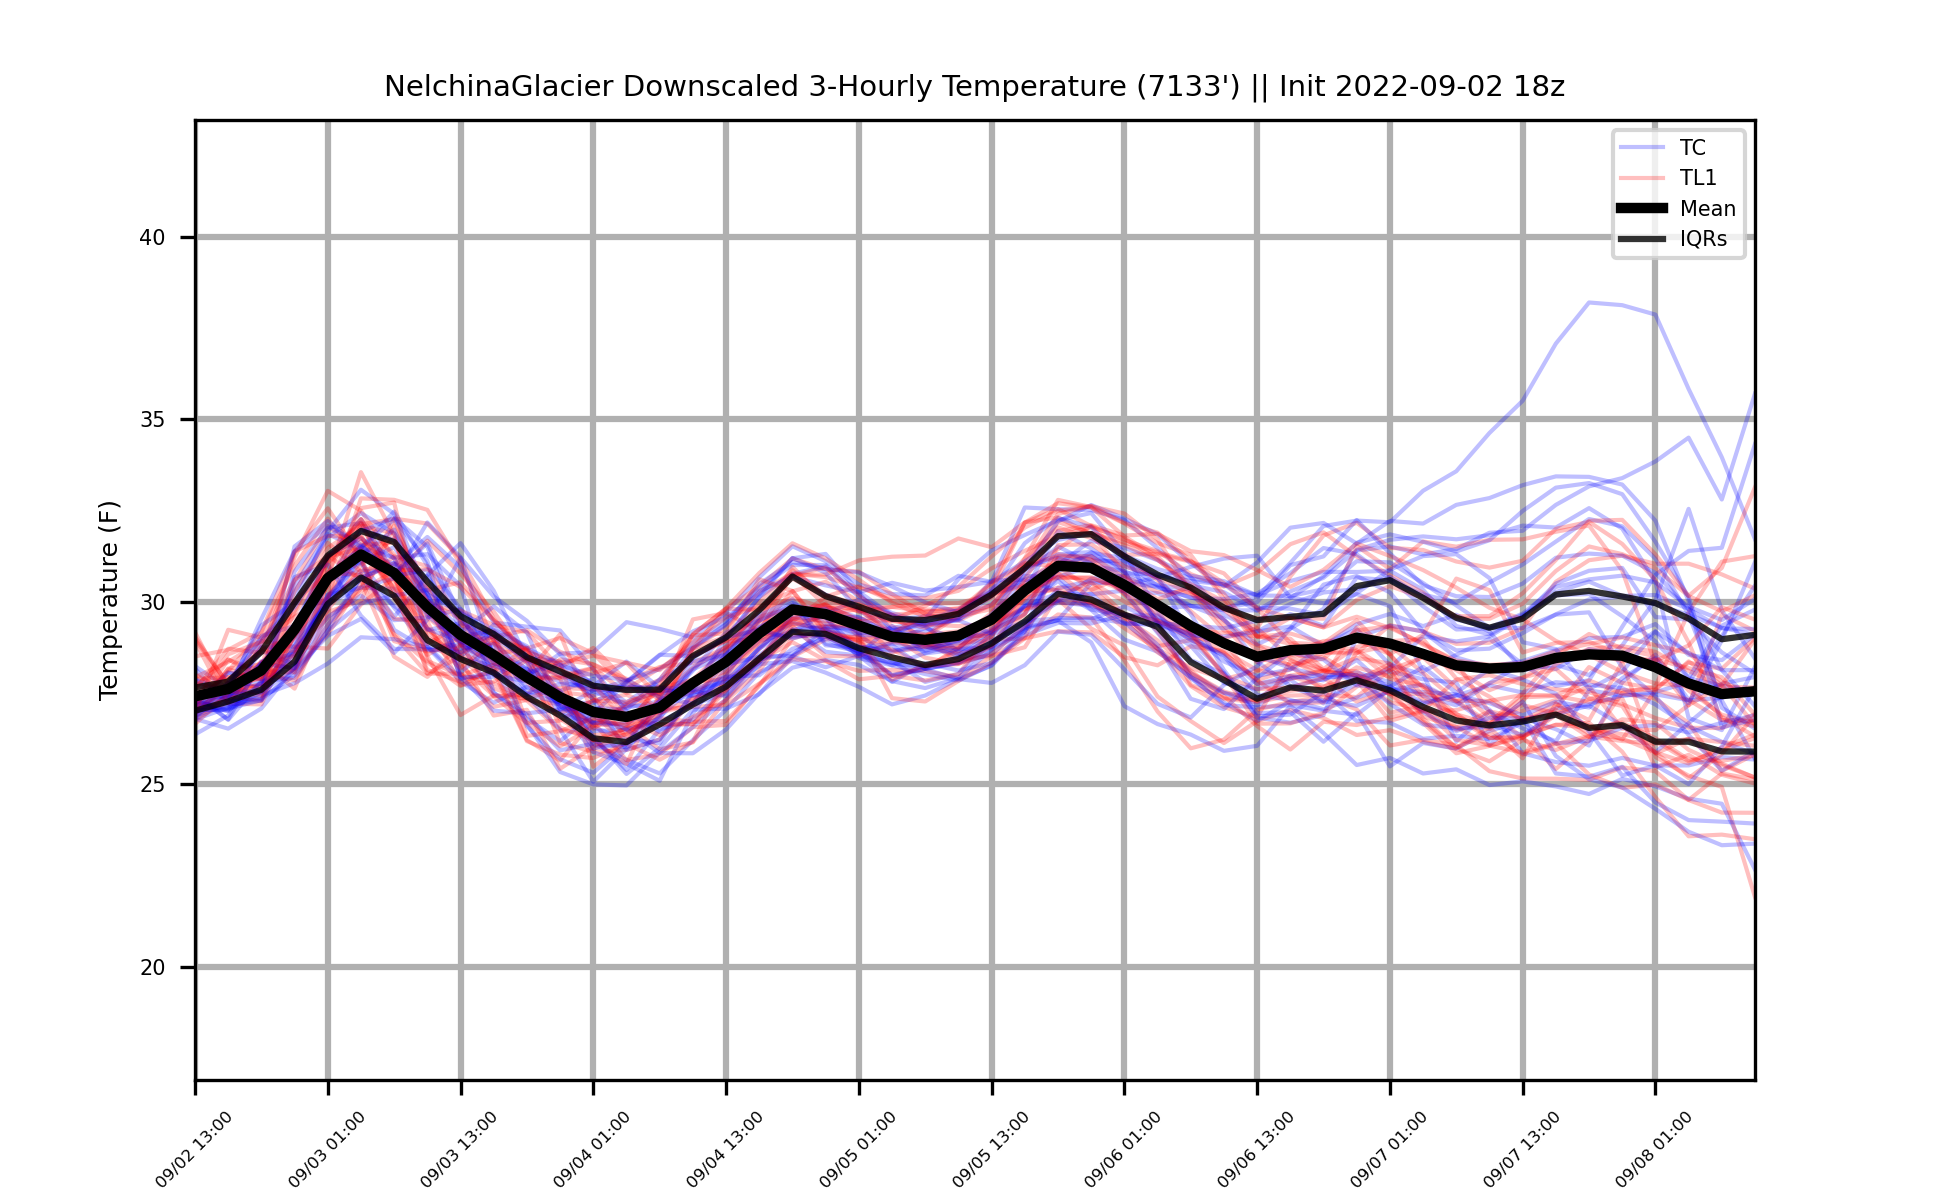 NelchinaGlacier Downscaled 3-Hourly Temperature (7133') || Init 2022-09-02 18z
TC
TL1
Mean
IQRs
Temperature (F)
40
35
30
25
20
09/02 13:00
09/03 01:00
09/03 13:00
09/04 01:00
09/04 13:00
09/05 01:00
09/05 13:00
09/06 01:00
09/06 13:00
09/07 01:00
09/07 13:00
09/08 01:00